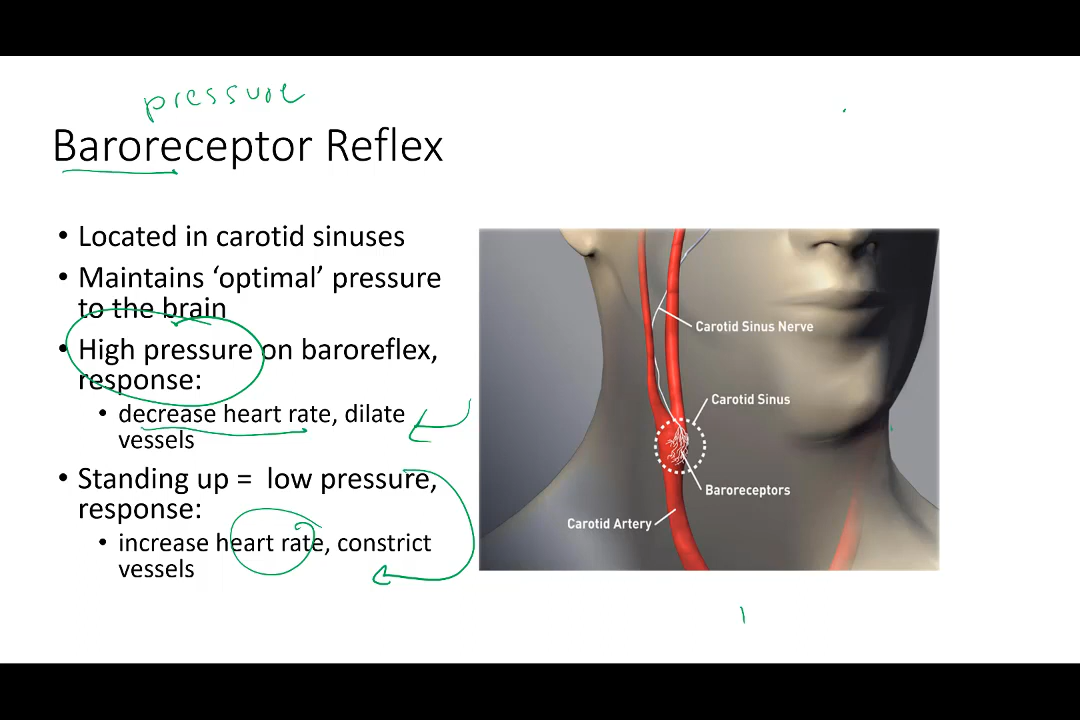 pressure
Baroreceptor Reflex
• Located in carotid sinuses
• Maintains ‘optimal’ pressure
to the brain
• High pressure on baroreflex,
response:
• decrease heart rate, dilate
vessels
• Standing up = low pressure,
response:
• increase heart rate, constrict
vessels
Carotid Sinus Nerve
Carotid Sinus
Baroreceptors
Carotid Artery